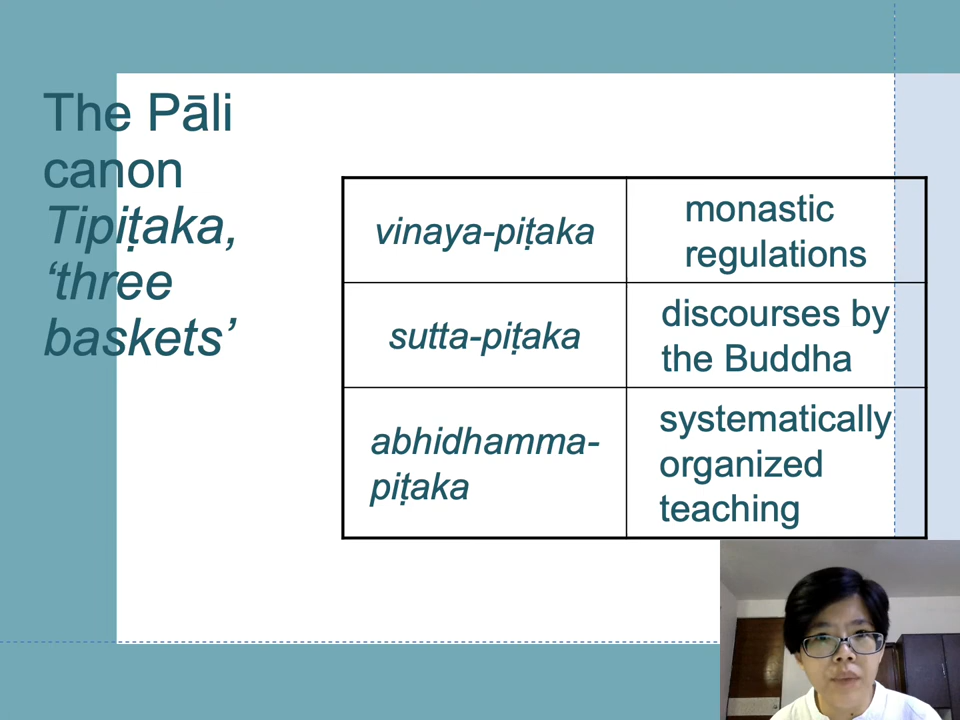 The Pāli
canon
Tipiṭaka,
‘three
baskets’
vinaya-piṭaka
monastic
regulations
sutta-piṭaka
discourses by
the Buddha
abhidhamma-
piṭaka
systematically
organized
teaching